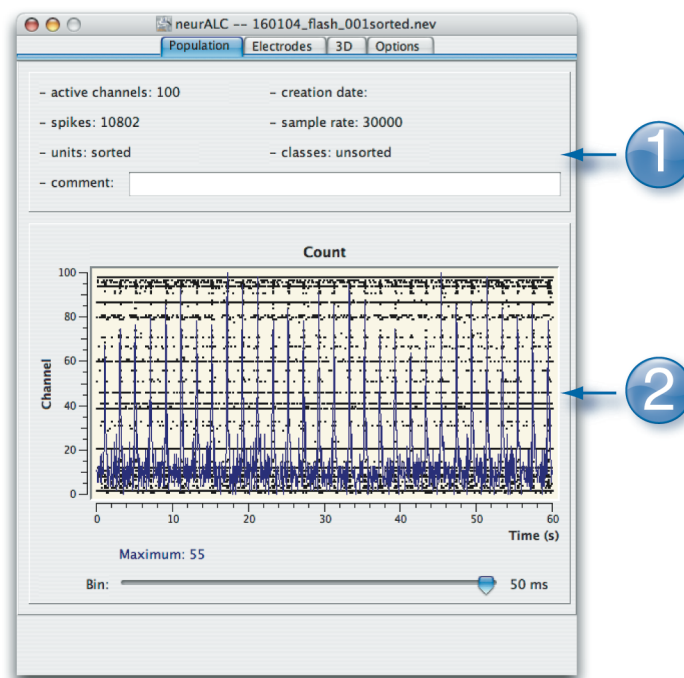 neurALC -- 160104_flash_001sorted.nev
Population Electrodes 3D Options
- active channels: 100 - creation date:
- spikes: 10802 - sample rate: 30000
- units: sorted - classes: unsorted
- comment:
1
Count
100
80
60
40
20
0
Channel
0 10 20 30 40 50 60
Time (s)
Maximum: 55
Bin: 50 ms
2